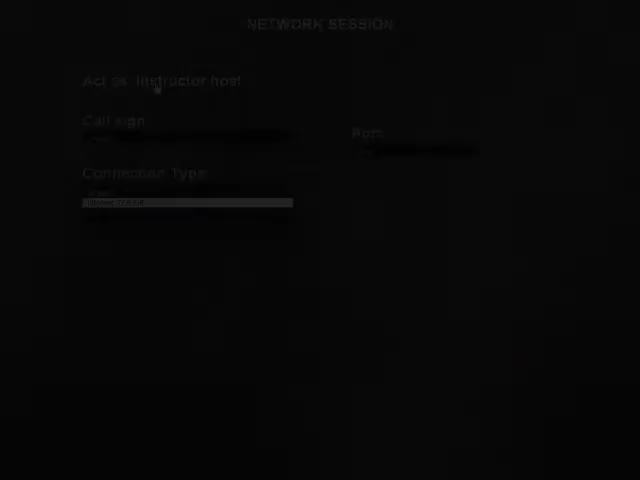 NETWORK SESSION
Act as Instructor host
Call sign
Port
Connection Type